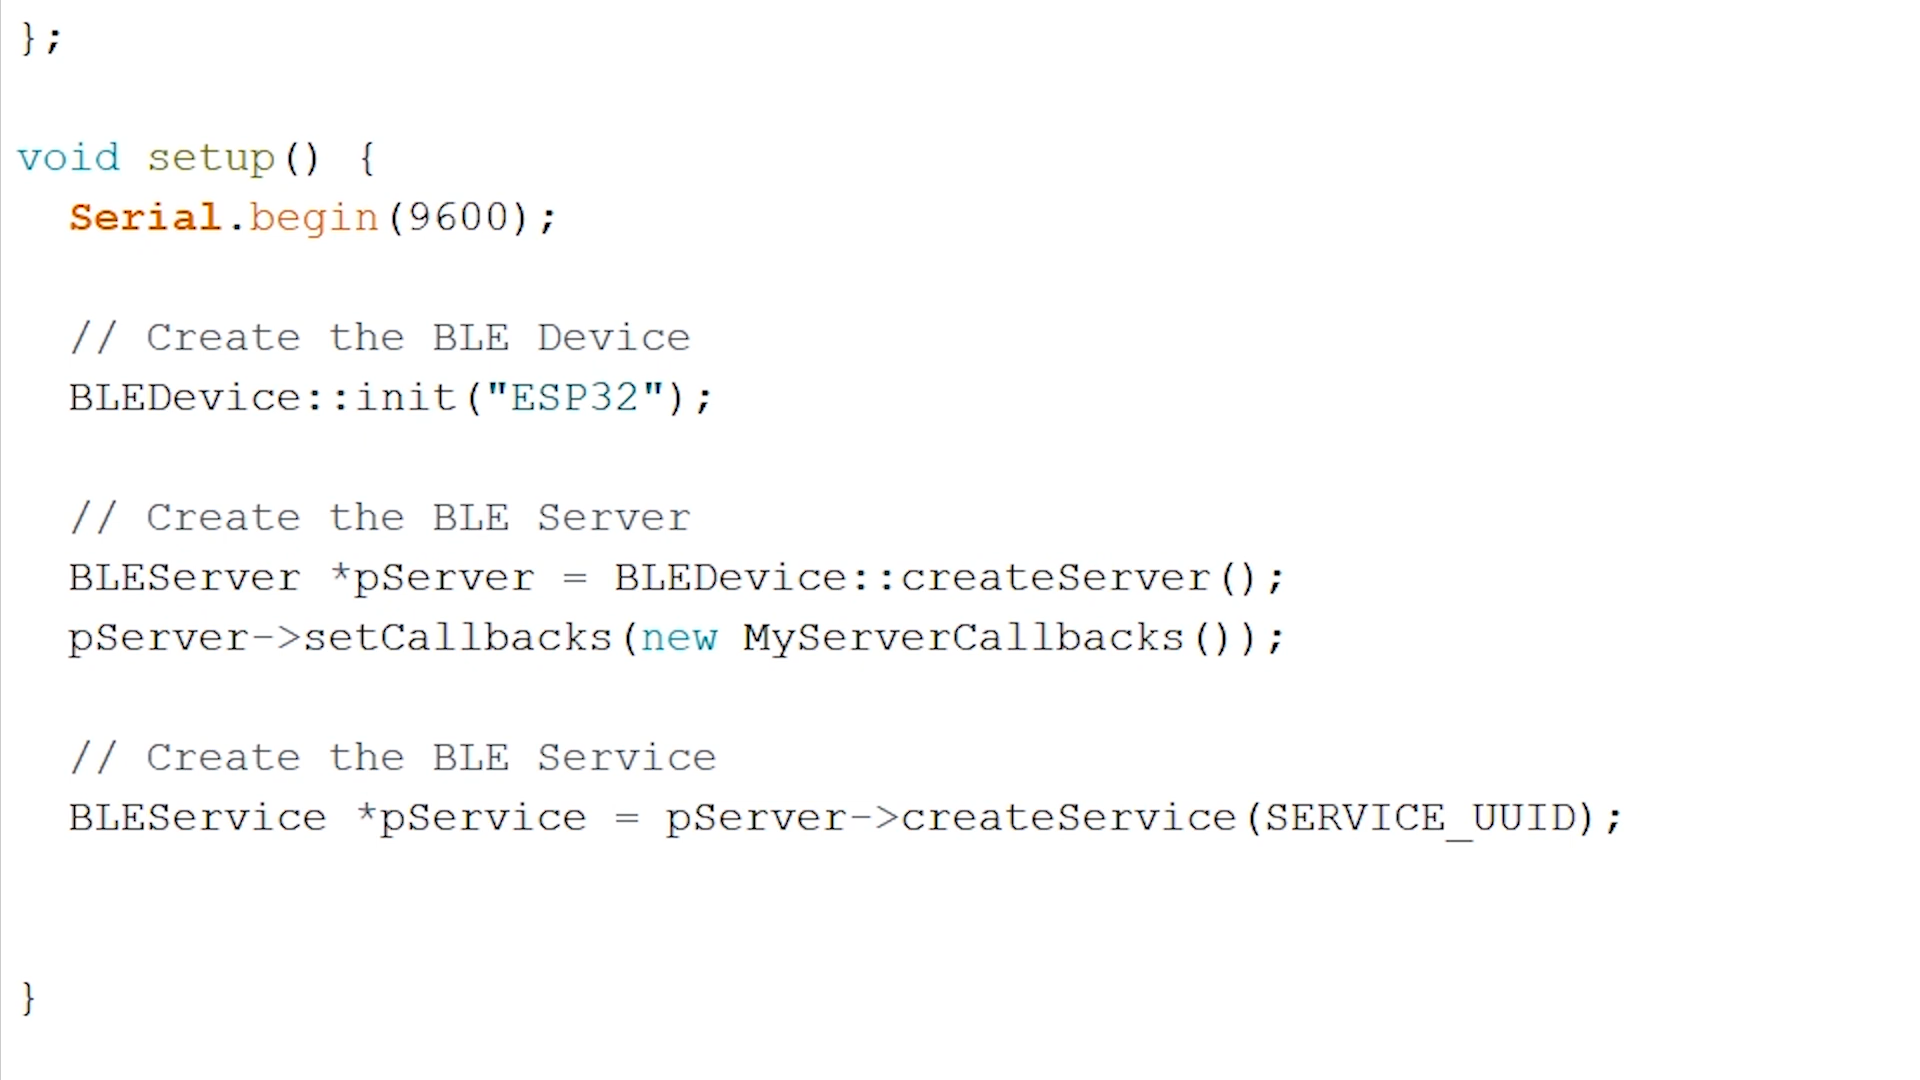 };
void setup() {
Serial.begin(9600);
// Create the BLE Device
BLEDevice::init("ESP32");
// Create the BLE Server
BLEServer *pServer = BLEDevice::createServer();
pServer->setCallbacks(new MyServerCallbacks());
// Create the BLE Service
BLEService *pService = pServer->createService(SERVICE_UUID);
}